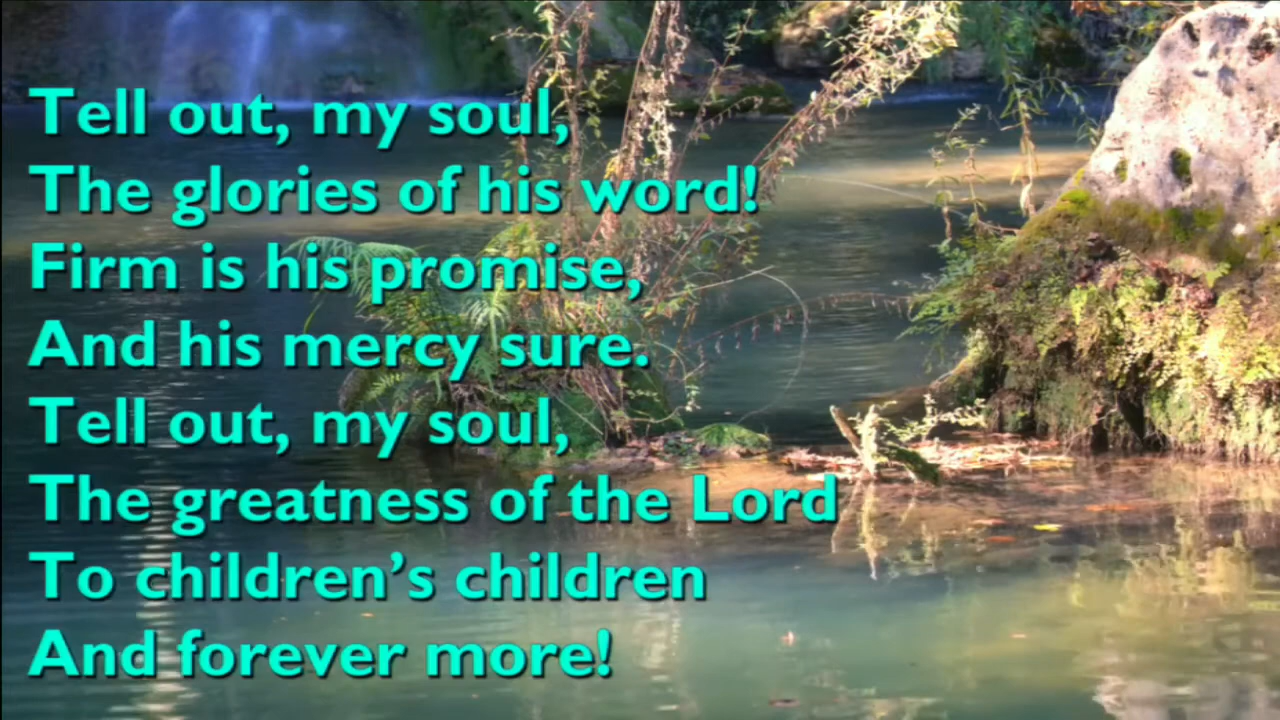 Tell out, my soul,
The glories of his word!
Firm is his promise,
And his mercy sure.
Tell out, my soul,
The greatness of the Lord
To children’s children
And forever more!